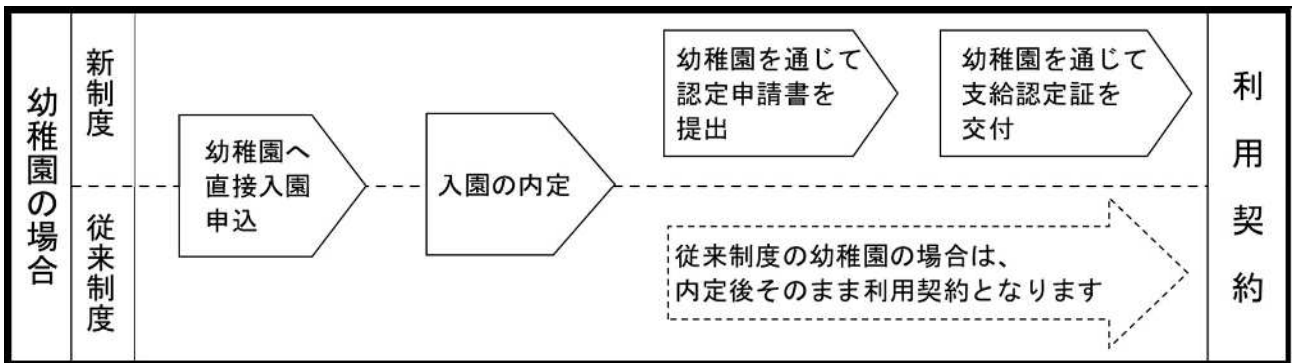 幼稚園の場合
新制度
従来制度
幼稚園へ
直接入園
申込
入園の内定
幼稚園を通じて
認定申請書を
提出
幼稚園を通じて
支給認定証を
交付
従来制度の幼稚園の場合は、
内定後そのまま利用契約となります
利用契約